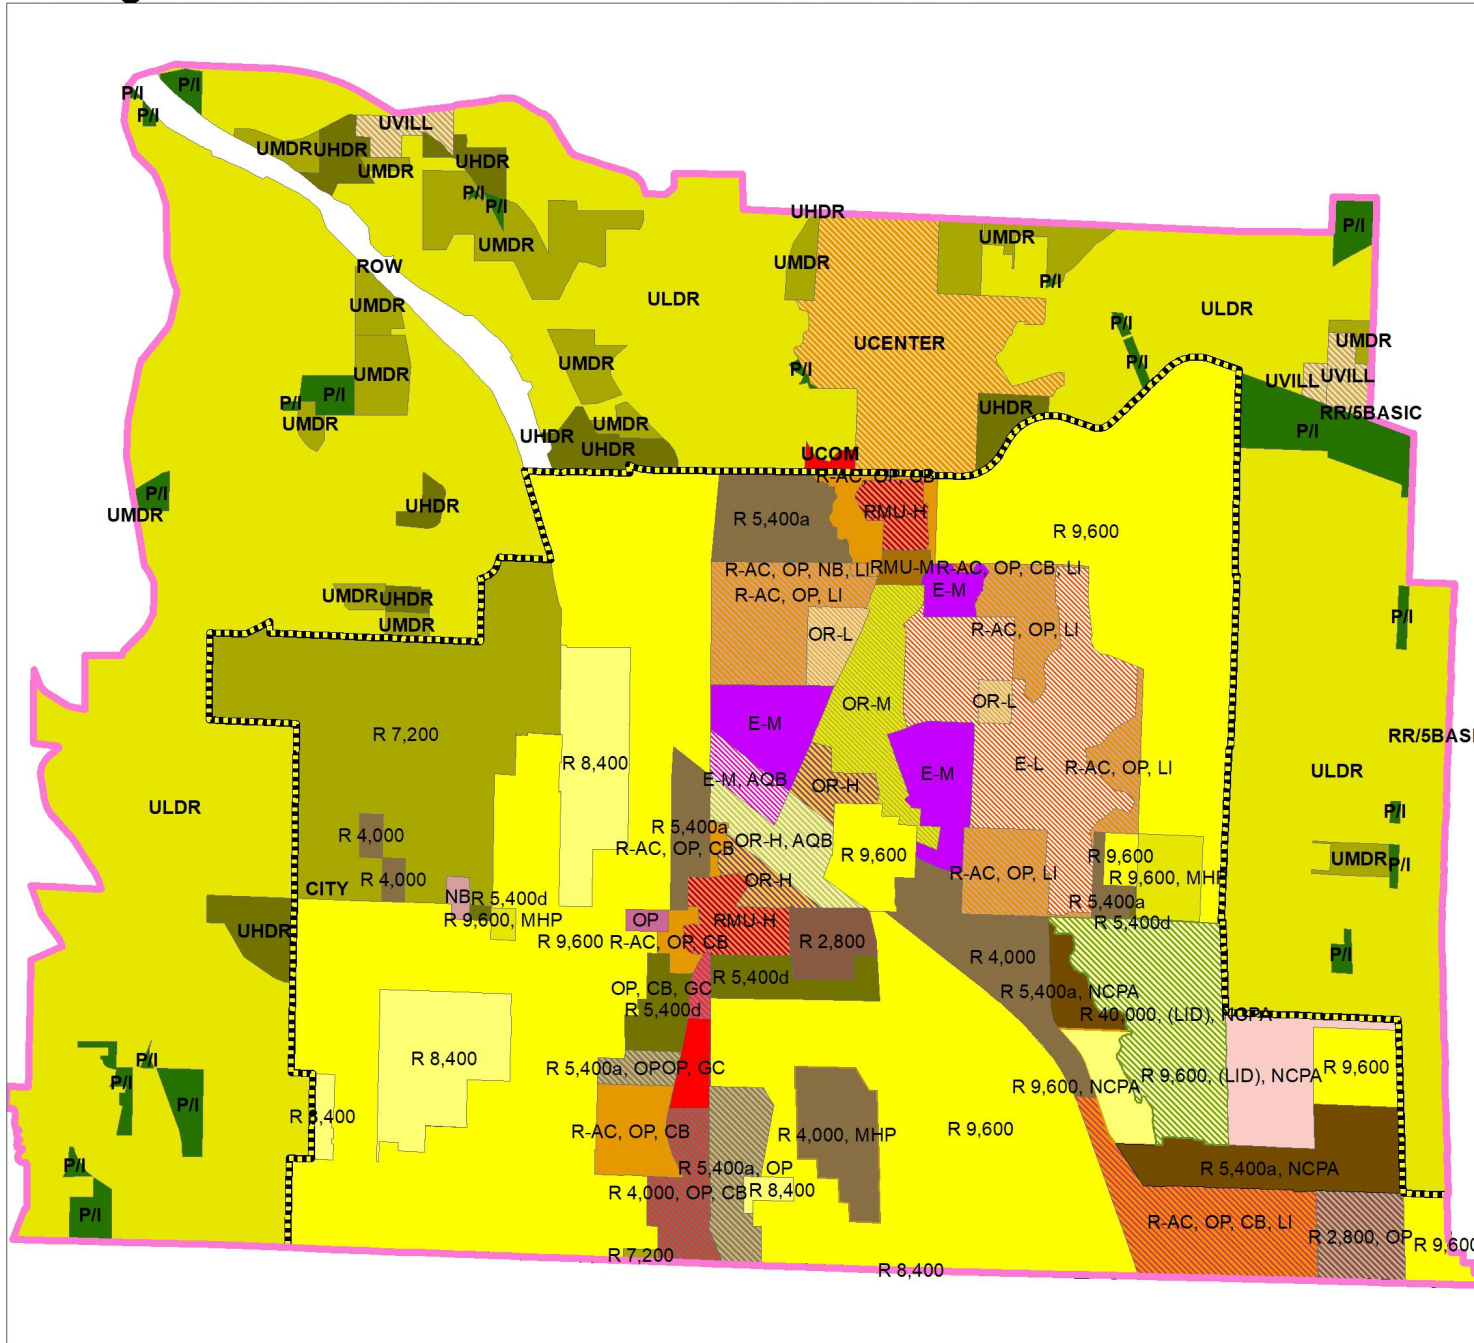 P/I
P/I
P/I
UVILL
UMDR
UHDR
UMDR
UHDR
P/I
P/I
UMDR
UHDR
P/I
UMDR
UMDR
ROW
P/I
ULDR
UMDR
ULDR
P/I
UCENTER
UMDR
UMDR
P/I
P/I
UMDR
UVILL
UVILL
P/I
P/I
UHDR
RR/5BASIC
UMDR
UMDR
P/I
UHDR
UHDR
UCOM
R-AC, OP, CB
P/I
UMDR
UHDR
R 5,400a
RMU-H
R 9,600
R-AC, OP, NB, LI
RMU-M
R-AC, OP, CB, LI
E-M
R-AC, OP, LI
UMDR
UHDR
UMDR
OR-L
R-AC, OP, LI
P/I
OR-M
OR-L
R 7,200
E-M
RR/5BASI
R 8,400
E-M
E-L
R-AC, OP, LI
ULDR
E-M, AQB
OR-H
ULDR
P/I
R 4,000
R 5,400a
R-AC, OP, CB
OR-H, AQB
R 9,600
R 9,600
R 9,600, MHP
UMDR
P/I
CITY
R 4,000
OR-H
R-AC, OP, LI
NB
R 5,400d
R 5,400a
R 9,600, MHP
OP
RMU-H
R 5,400d
UHDR
R 9,600
R-AC, OP, CB
R 2,800
R 4,000
P/I
R 5,400d
OP, CB, GC
R 5,400d
R 5,400a, NCPA
R 40,000, (LID), NCPA
P/I
P/I
R 8,400
R 5,400a, OP
OP, GC
R 9,600, NCPA
R 9,600, (LID), NCPA
R 9,600
P/I
R 8,400
R-AC, OP, CB
R 4,000, MHP
R 9,600
P/I
R 5,400a, OP
R 5,400a, NCPA
R 4,000, OP, CB
R 8,400
P/I
R-AC, OP, CB, LI
R 2,800, OP
R 9,600
R 7,200
R 8,400